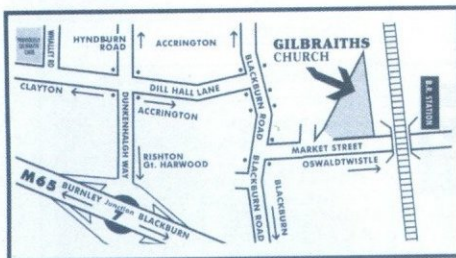 WHALLEY RD
HYNDBURN
ROAD
ACCRINGTON
GILBRAITHS
CHURCH
CLAYTON
DILL HALL LANE
ACCRINGTON
DUNKENHALGH WAY
BLACKBURN ROAD
B.R. STATION
RISHTON
Gt. HARWOOD
MARKET STREET
OSWALDTWISTLE
M65
BURNLEY Junction BLACKBURN
7
BLACKBURN ROAD
BLACKBURN